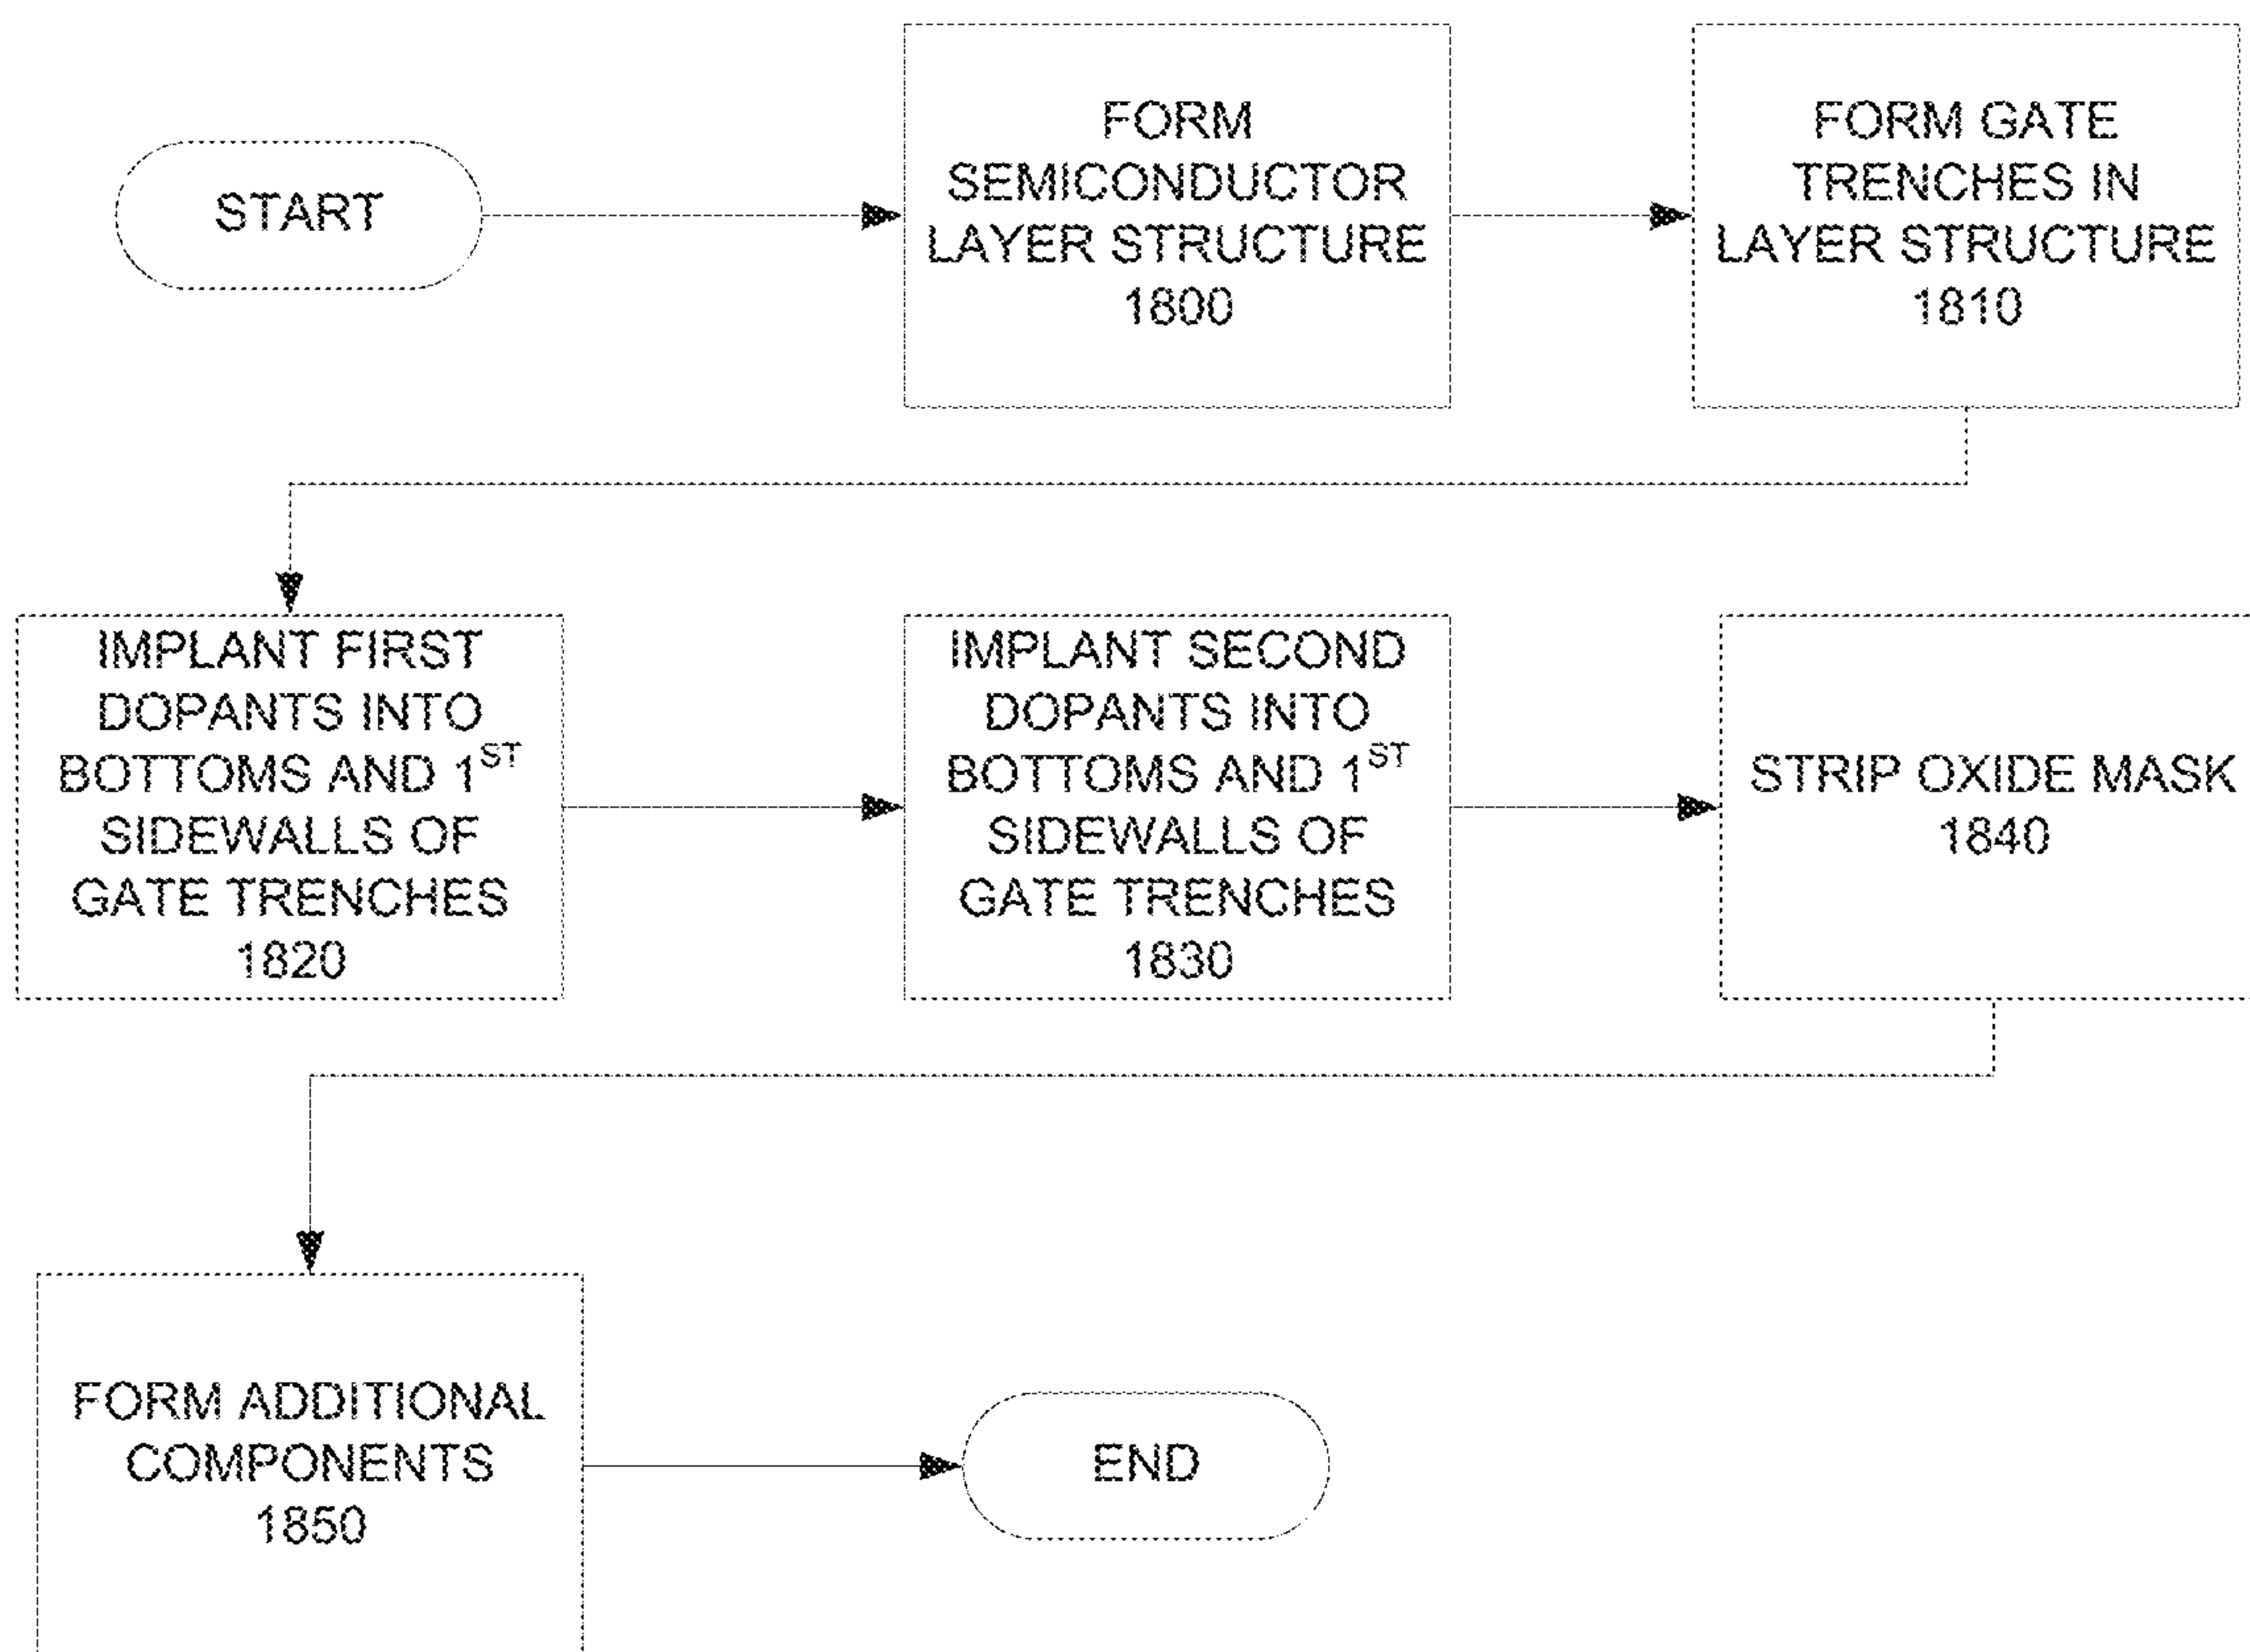 START
FORM
SEMICONDUCTOR
LAYER STRUCTURE
1800
FORM GATE
TRENCHES IN
LAYER STRUCTURE
1810
IMPLANT FIRST
DOPANTS INTO
BOTTOMS AND 1ST
SIDEWALLS OF
GATE TRENCHES
1820
IMPLANT SECOND
DOPANTS INTO
BOTTOMS AND 1ST
SIDEWALLS OF
GATE TRENCHES
1830
STRIP OXIDE MASK
1840
FORM ADDITIONAL
COMPONENTS
1850
END